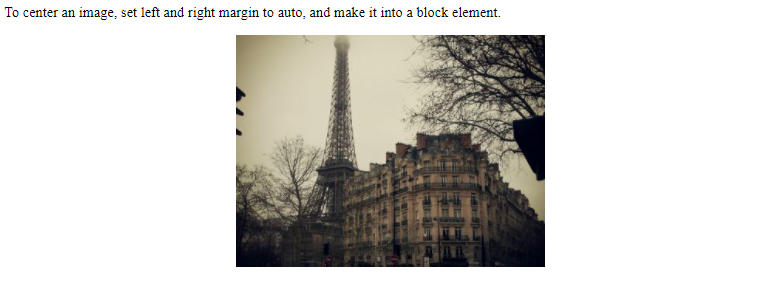 To center an image, set left and right margin to auto, and make it into a block element.